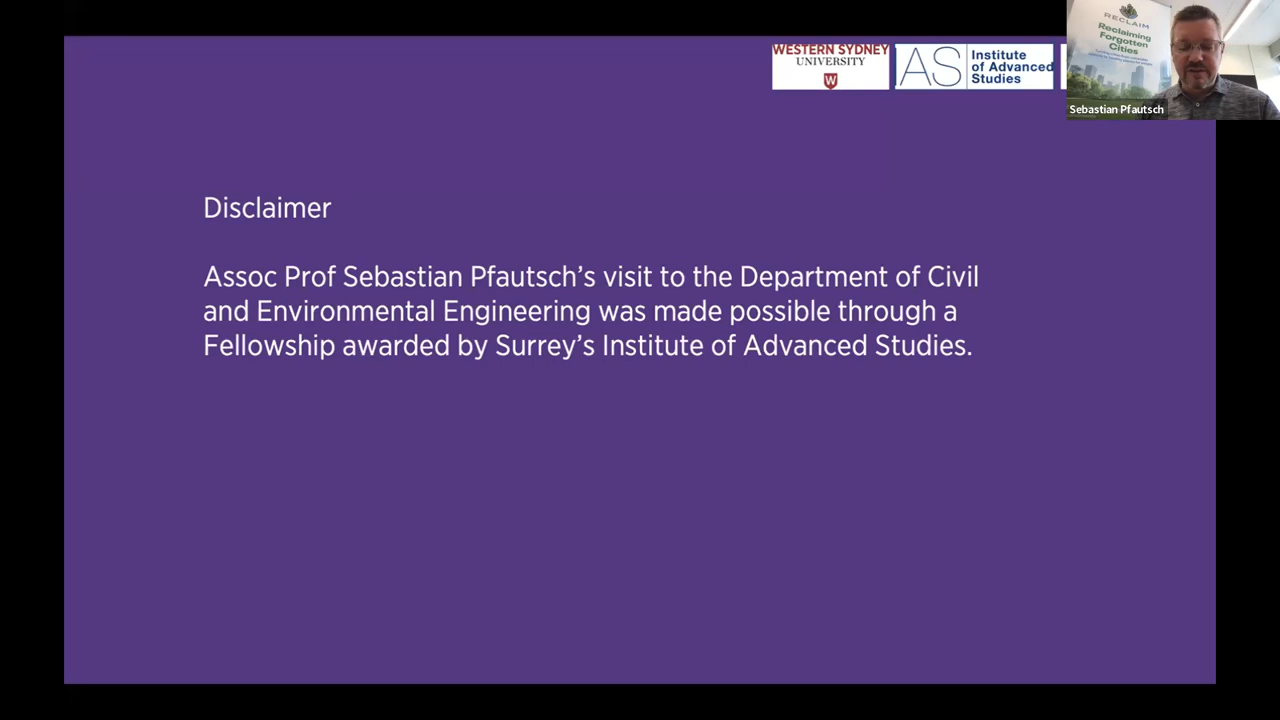 WESTERN SYDNEY
UNIVERSITY
W
IAS
Institute
of Advanced
Studies
RECLAIM
Reclaiming
Forgotten
Cities
Sebastian Pfautsch
Disclaimer
Assoc Prof Sebastian Pfautsch’s visit to the Department of Civil
and Environmental Engineering was made possible through a
Fellowship awarded by Surrey’s Institute of Advanced Studies.